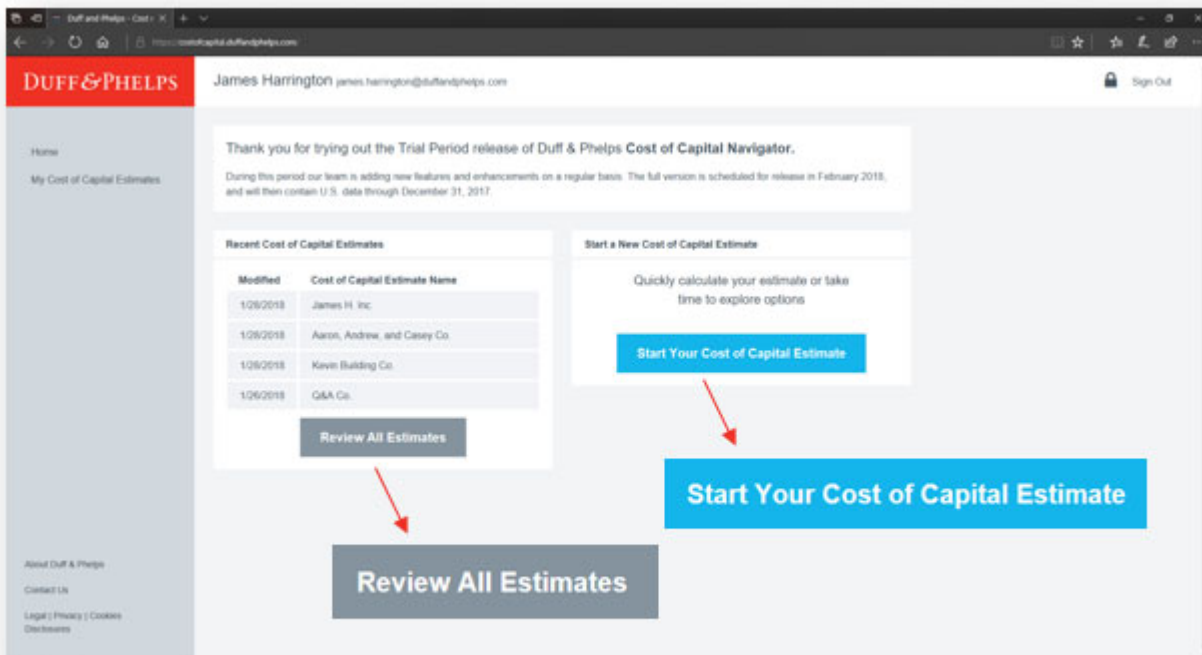 Duff and Phelps - Cost
https://costofcapital.duffandphelps.com/
DUFF&PHELPS
James Harrington james.harrington@duffandphelps.com
Sign Out
Home
My Cost of Capital Estimates
Thank you for trying out the Trial Period release of Duff & Phelps Cost of Capital Navigator.
During this period our team is adding new features and enhancements on a regular basis. The full version is scheduled for release in February 2018,
and will then contain U.S. data through December 31, 2017.
Recent Cost of Capital Estimates
Modified Cost of Capital Estimate Name
1/28/2018 James H. Inc.
1/28/2018 Aaron, Andrew, and Casey Co.
1/28/2018 Kevin Building Co.
1/26/2018 Q&A Co.
Review All Estimates
Start a New Cost of Capital Estimate
Quickly calculate your estimate or take
time to explore options
Start Your Cost of Capital Estimate
Start Your Cost of Capital Estimate
Review All Estimates
About Duff & Phelps
Contact Us
Legal | Privacy | Cookies
Disclosures